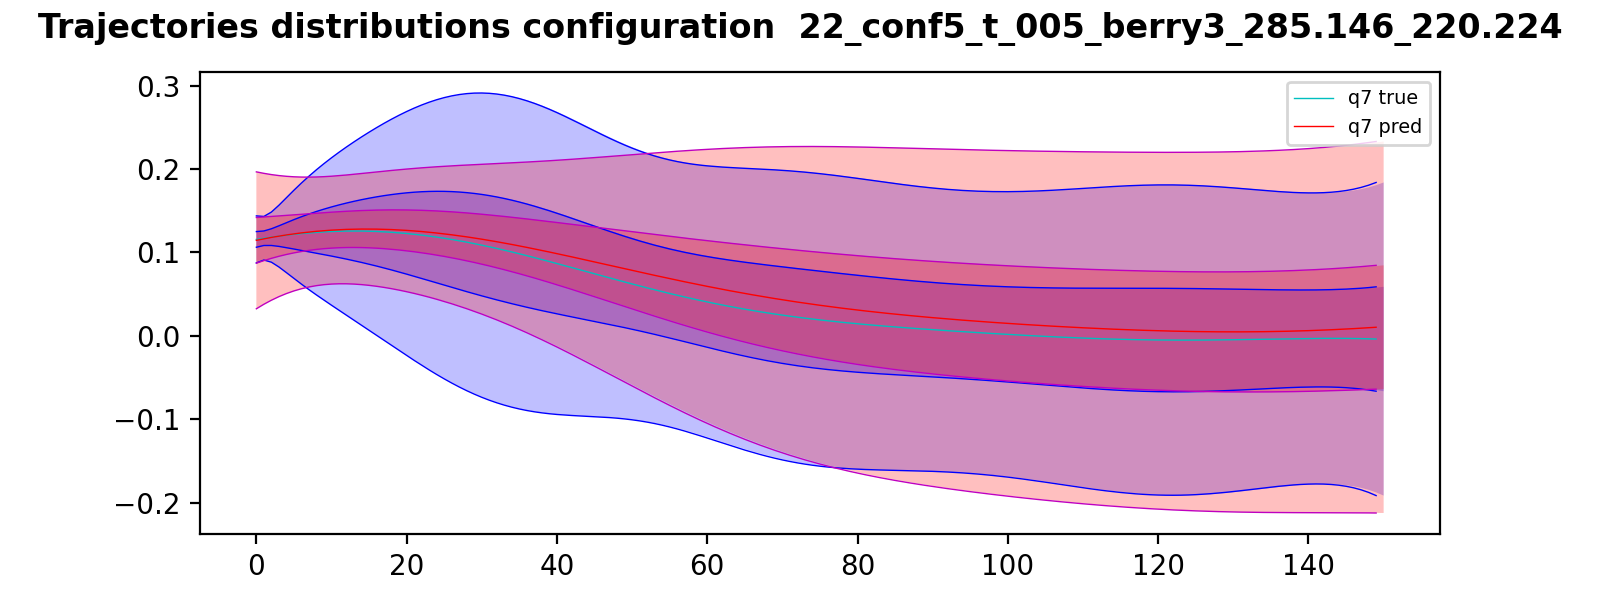 Trajectories distributions configuration  22_conf5_t_005_berry3_285.146_220.224
q7 true
q7 pred
0.3
0.2
0.1
0.0
−0.1
−0.2
0 20 40 60 80 100 120 140